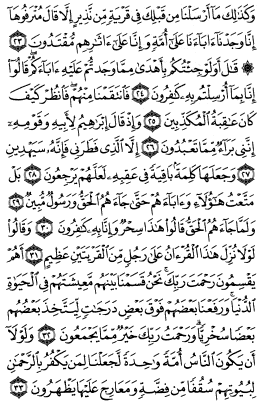 وَكَذَٰلِكَ مَآ أَرْسَلْنَا مِن قَبْلِكَ فِى قَرْيَةٍ مِّن نَّذِيرٍ إِلَّا قَالَ مُتْرَفُوهَآ
إِنَّا وَجَدْنَآ ءَابَآءَنَا عَلَىٰٓ أُمَّةٍ وَإِنَّا عَلَىٰٓ ءَاثَٰرِهِم مُّقْتَدُونَ ٢٣
۞ قَٰلَ أَوَلَوْ جِئْتُكُم بِأَهْدَىٰ مِمَّا وَجَدتُّمْ عَلَيْهِ ءَابَآءَكُمْ قَالُوٓا۟
إِنَّا بِمَآ أُرْسِلْتُم بِهِۦ كَٰفِرُونَ ٢٤ فَٱنتَقَمْنَا مِنْهُمْ فَٱنظُرْ كَيْفَ
كَانَ عَٰقِبَةُ ٱلْمُكَذِّبِينَ ٢٥ وَإِذْ قَالَ إِبْرَٰهِيمُ لِأَبِيهِ وَقَوْمِهِۦٓ
إِنَّنِى بَرَآءٌ مِّمَّا تَعْبُدُونَ ٢٦ إِلَّا ٱلَّذِى فَطَرَنِى فَإِنَّهُۥ سَيَهْدِينِ
٢٧ وَجَعَلَهَا كَلِمَةًۢ بَاقِيَةً فِى عَقِبِهِۦ لَعَلَّهُمْ يَرْجِعُونَ ٢٨ بَلْ
مَتَّعْتُ هَٰٓؤُلَآءِ وَءَابَآءَهُمْ حَتَّىٰ جَآءَهُمُ ٱلْحَقُّ وَرَسُولٌ مُّبِينٌ ٢٩
وَلَمَّا جَآءَهُمُ ٱلْحَقُّ قَالُوا۟ هَٰذَا سِحْرٌ وَإِنَّا بِهِۦ كَٰفِرُونَ ٣٠ وَقَالُوا۟
لَوْلَا نُزِّلَ هَٰذَا ٱلْقُرْءَانُ عَلَىٰ رَجُلٍ مِّنَ ٱلْقَرْيَتَيْنِ عَظِيمٍ ٣١ أَهُمْ
يَقْسِمُونَ رَحْمَتَ رَبِّكَ نَحْنُ قَسَمْنَا بَيْنَهُم مَّعِيشَتَهُمْ فِى ٱلْحَيَوٰةِ
ٱلدُّنْيَا وَرَفَعْنَا بَعْضَهُمْ فَوْقَ بَعْضٍ دَرَجَٰتٍ لِّيَتَّخِذَ بَعْضُهُم
بَعْضًا سُخْرِيًّا وَرَحْمَتُ رَبِّكَ خَيْرٌ مِّمَّا يَجْمَعُونَ ٣٢ وَلَوْلَآ
أَن يَكُونَ ٱلنَّاسُ أُمَّةً وَٰحِدَةً لَّجَعَلْنَا لِمَن يَكْفُرُ بِٱلرَّحْمَٰنِ
لِبُيُوتِهِمْ سُقُفًا مِّن فِضَّةٍ وَمَعَارِجَ عَلَيْهَا يَظْهَرُونَ ٣٣